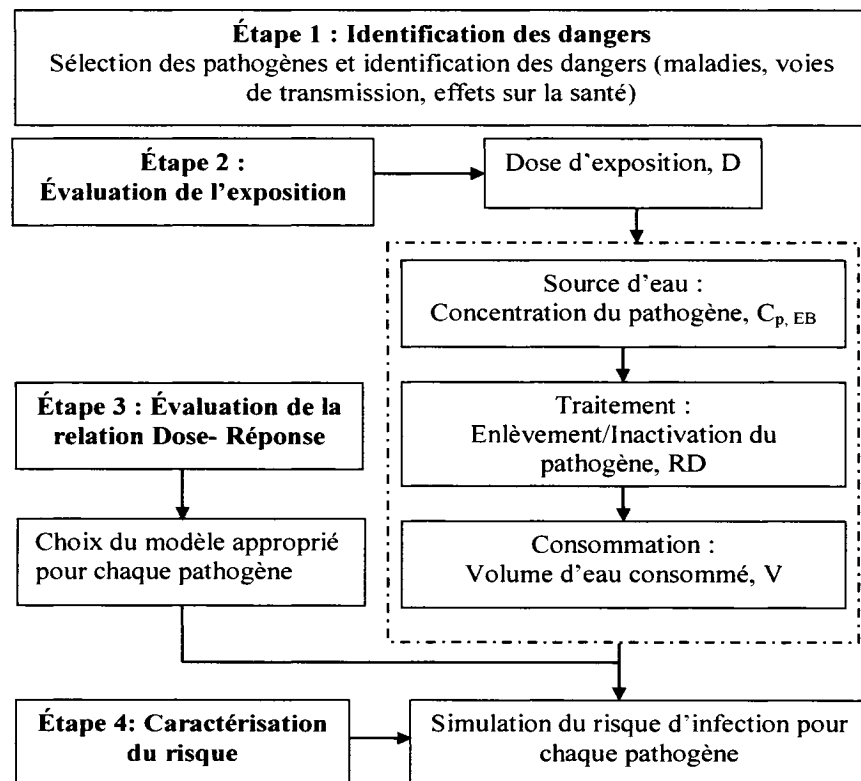 Étape 1 : Identification des dangers
Sélection des pathogènes et identification des dangers (maladies, voies
de transmission, effets sur la santé)
Étape 2 :
Évaluation de l'exposition
Dose d'exposition, D
Source d'eau :
Concentration du pathogène, Cp, EB
Étape 3 : Évaluation de la
relation Dose- Réponse
Traitement :
Enlèvement/Inactivation du
pathogène, RD
Choix du modèle approprié
pour chaque pathogène
Consommation :
Volume d'eau consommé, V
Étape 4: Caractérisation
du risque
Simulation du risque d'infection pour
chaque pathogène